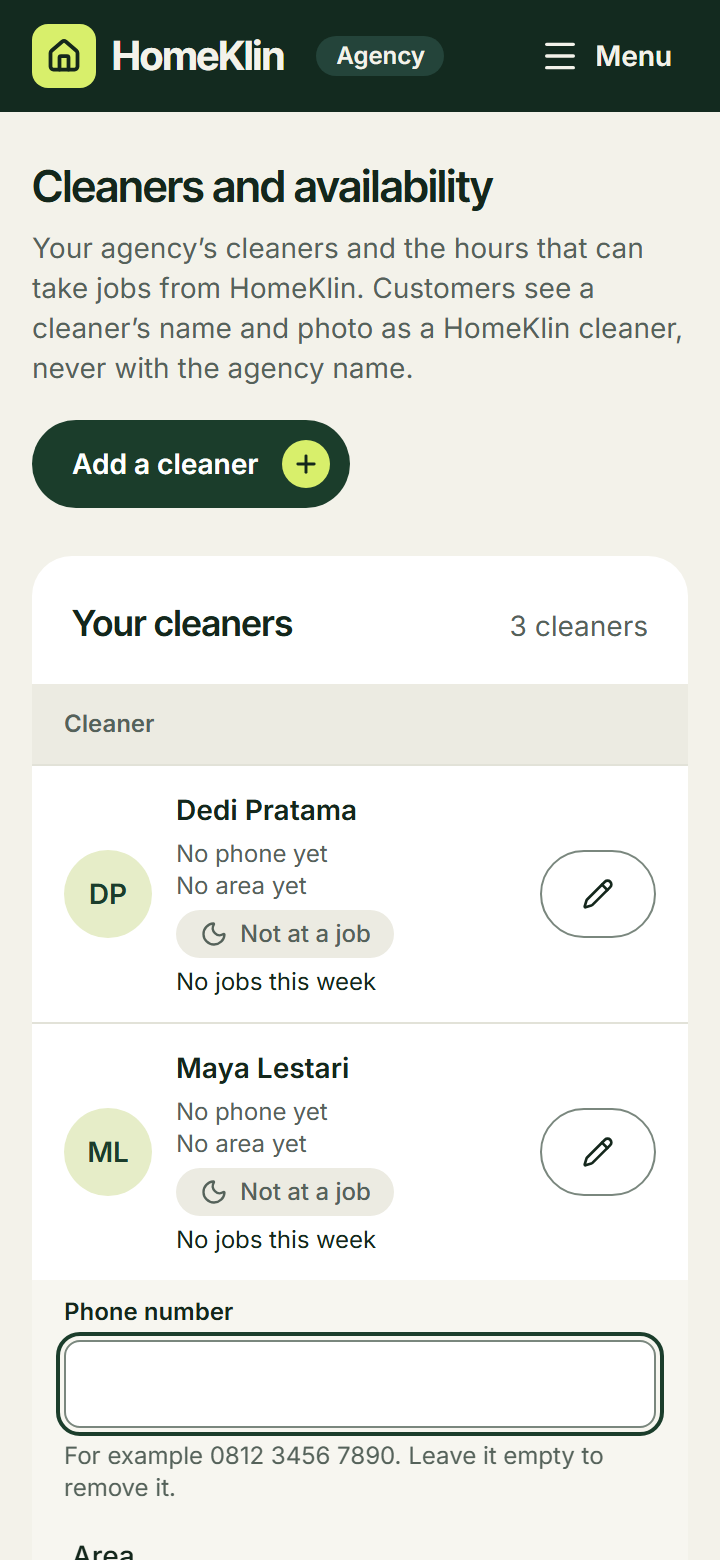 HomeKlin
Agency
Menu
Cleaners and availability
Your agency’s cleaners and the hours that can
take jobs from HomeKlin. Customers see a
cleaner’s name and photo as a HomeKlin cleaner,
never with the agency name.
Add a cleaner
Your cleaners
3 cleaners
Cleaner
DP
Dedi Pratama
No phone yet
No area yet
Not at a job
No jobs this week
ML
Maya Lestari
No phone yet
No area yet
Not at a job
No jobs this week
Phone number
For example 0812 3456 7890. Leave it empty to
remove it.
Area